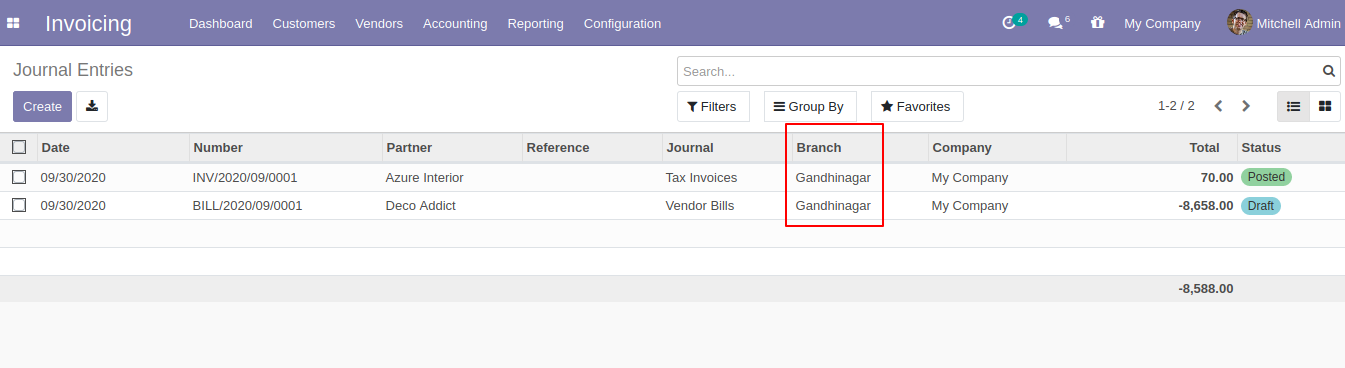 Invoicing Dashboard Customers Vendors Accounting Reporting Configuration 4 6 My Company Mitchell Admin
Journal Entries Search...
Create Filters Group By Favorites 1-2 / 2
Date Number Partner Reference Journal Branch Company Total Status
09/30/2020 INV/2020/09/0001 Azure Interior Tax Invoices Gandhinagar My Company 70.00 Posted
09/30/2020 BILL/2020/09/0001 Deco Addict Vendor Bills Gandhinagar My Company -8,658.00 Draft
-8,588.00